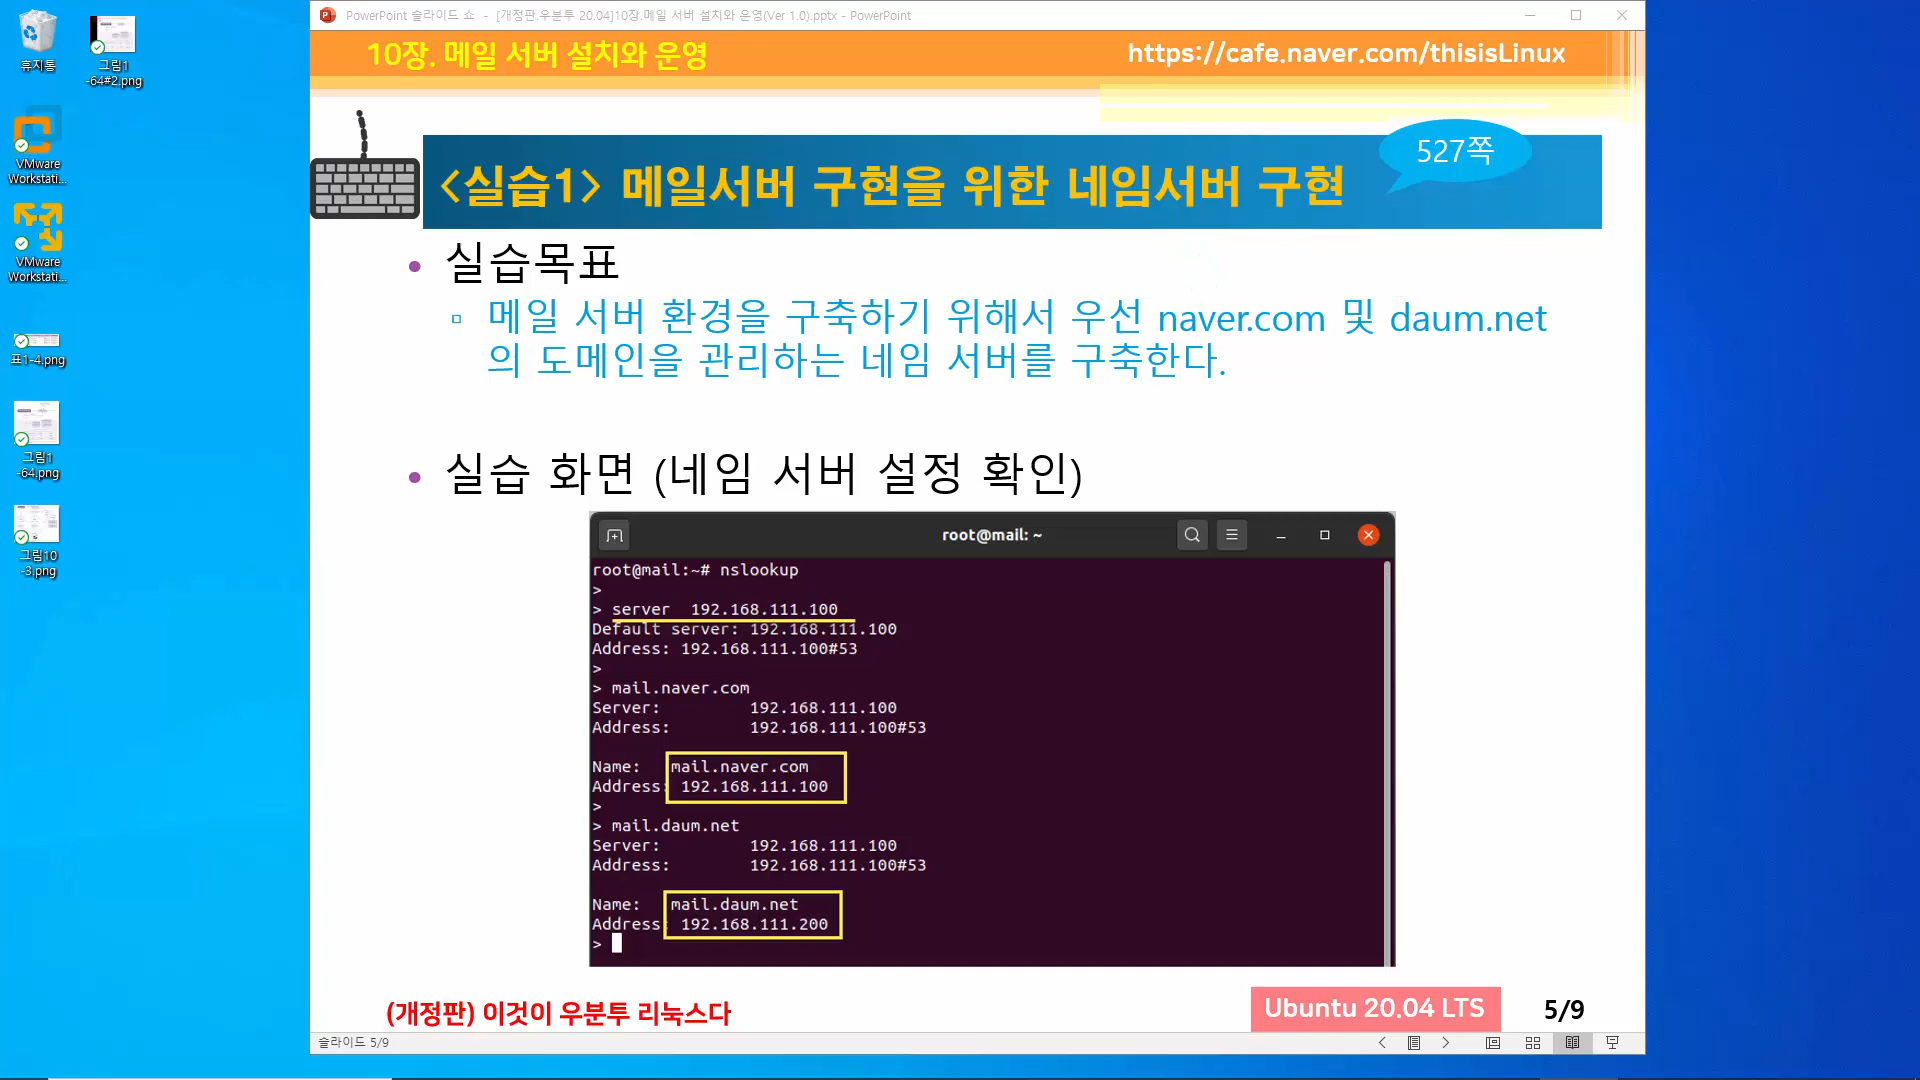 휴지통
그림1
-64#2.png
VMware
Workstati...
VMware
Workstati...
표1-4.png
그림1
-64.png
그림10
-3.png
PowerPoint 슬라이드 쇼 - [개정판.우분투 20.04]10장.메일 서버 설치와 운영(Ver 1.0).pptx - PowerPoint
10장. 메일 서버 설치와 운영
https://cafe.naver.com/thisisLinux
527쪽
<실습1> 메일서버 구현을 위한 네임서버 구현
• 실습목표
메일 서버 환경을 구축하기 위해서 우선 naver.com 및 daum.net
의 도메인을 관리하는 네임 서버를 구축한다.
• 실습 화면 (네임 서버 설정 확인)
root@mail: ~
root@mail:~# nslookup
>
> server  192.168.111.100
Default server: 192.168.111.100
Address: 192.168.111.100#53
>
> mail.naver.com
Server:         192.168.111.100
Address:        192.168.111.100#53
Name:   mail.naver.com
Address: 192.168.111.100
>
> mail.daum.net
Server:         192.168.111.100
Address:        192.168.111.100#53
Name:   mail.daum.net
Address: 192.168.111.200
>
(개정판) 이것이 우분투 리눅스다
Ubuntu 20.04 LTS
5/9
슬라이드 5/9